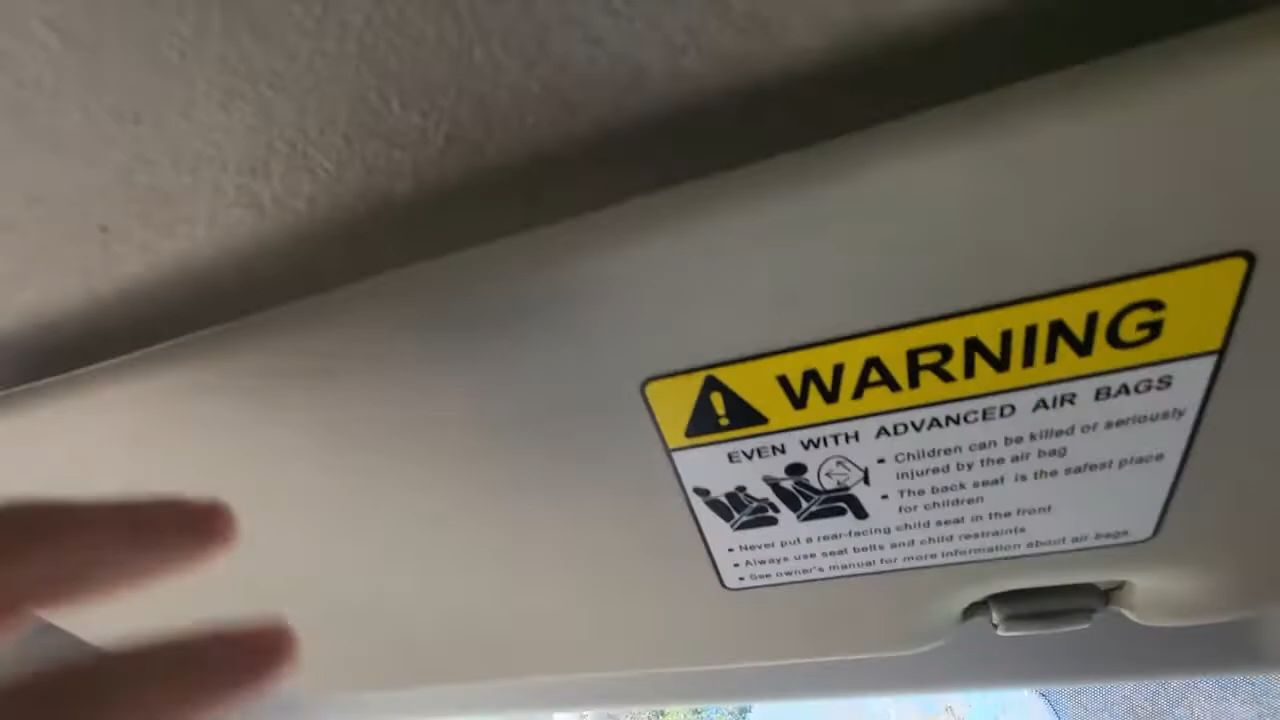 WARNING
EVEN WITH ADVANCED AIR BAGS
▪ Children can be killed or seriously
injured by the air bag
▪ The back seat is the safest place
for children
▪ Never put a rear-facing child seat in the front
▪ Always use seat belts and child restraints
▪ See owner's manual for more information about air bags.